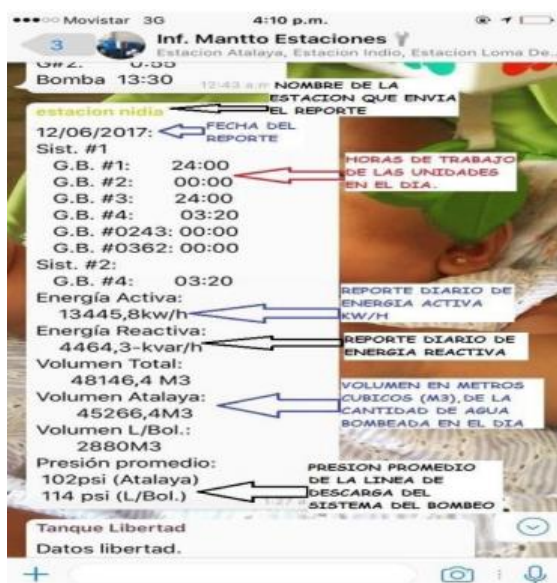 Movistar 3G 4:10 p.m.
3 Inf. Mantto Estaciones
Estacion Atalaya, Estacion Indio, Estacion Loma De..
G#2. 0:55
Bomba 13:30
12:43 a.m
NOMBRE DE LA
ESTACION QUE ENVIA
EL REPORTE
estacion nidia
12/06/2017:
FECHA DEL
REPORTE
Sist. #1
G.B. #1: 24:00
G.B. #2: 00:00
G.B. #3: 24:00
G.B. #4: 03:20
G.B. #0243: 00:00
G.B. #0362: 00:00
HORAS DE TRABAJO
DE LAS UNIDADES
EN EL DIA.
Sist. #2:
G.B. #4: 03:20
Energía Activa:
13445,8kw/h
REPORTE DIARIO DE
ENERGIA ACTIVA
KW/H
Energía Reactiva:
4464,3-kvar/h
REPORTE DIARIO DE
ENERGIA REACTIVA
Volumen Total:
48146,4 M3
Volumen Atalaya:
45266,4M3
VOLUMEN EN METROS
CUBICOS (M3),DE LA
CANTIDAD DE AGUA
BOMBEADA EN EL DIA
Volumen L/Bol.:
2880M3
Presión promedio:
102psi (Atalaya)
114 psi (L/Bol.)
PRESION PROMEDIO
DE LA LINEA DE
DESCARGA DEL
SISTEMA DEL BOMBEO
Tanque Libertad
Datos libertad.